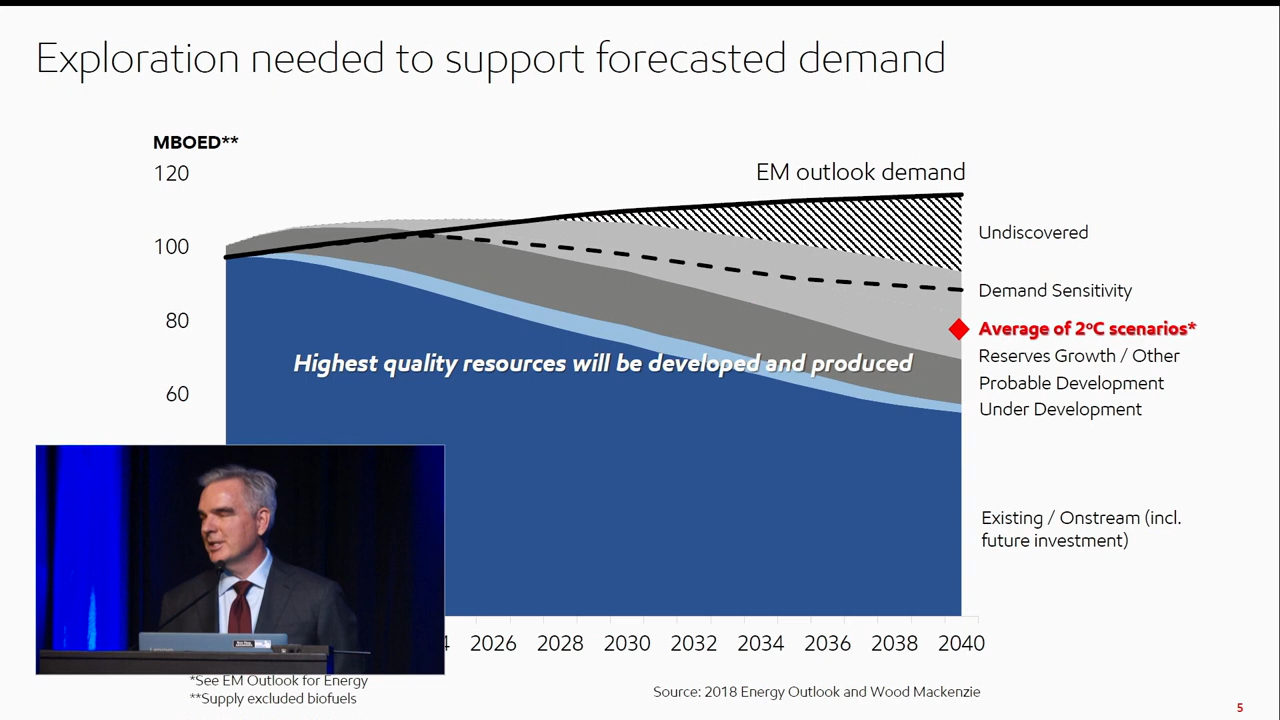 Exploration needed to support forecasted demand
MBOED**
120
EM outlook demand
100
Undiscovered
Demand Sensitivity
80
Average of 2ºC scenarios*
Reserves Growth / Other
Highest quality resources will be developed and produced
Probable Development
60
Under Development
Existing / Onstream (incl.
future investment)
2026 2028 2030 2032 2034 2036 2038 2040
*See EM Outlook for Energy
**Supply excluded biofuels
Source: 2018 Energy Outlook and Wood Mackenzie
5